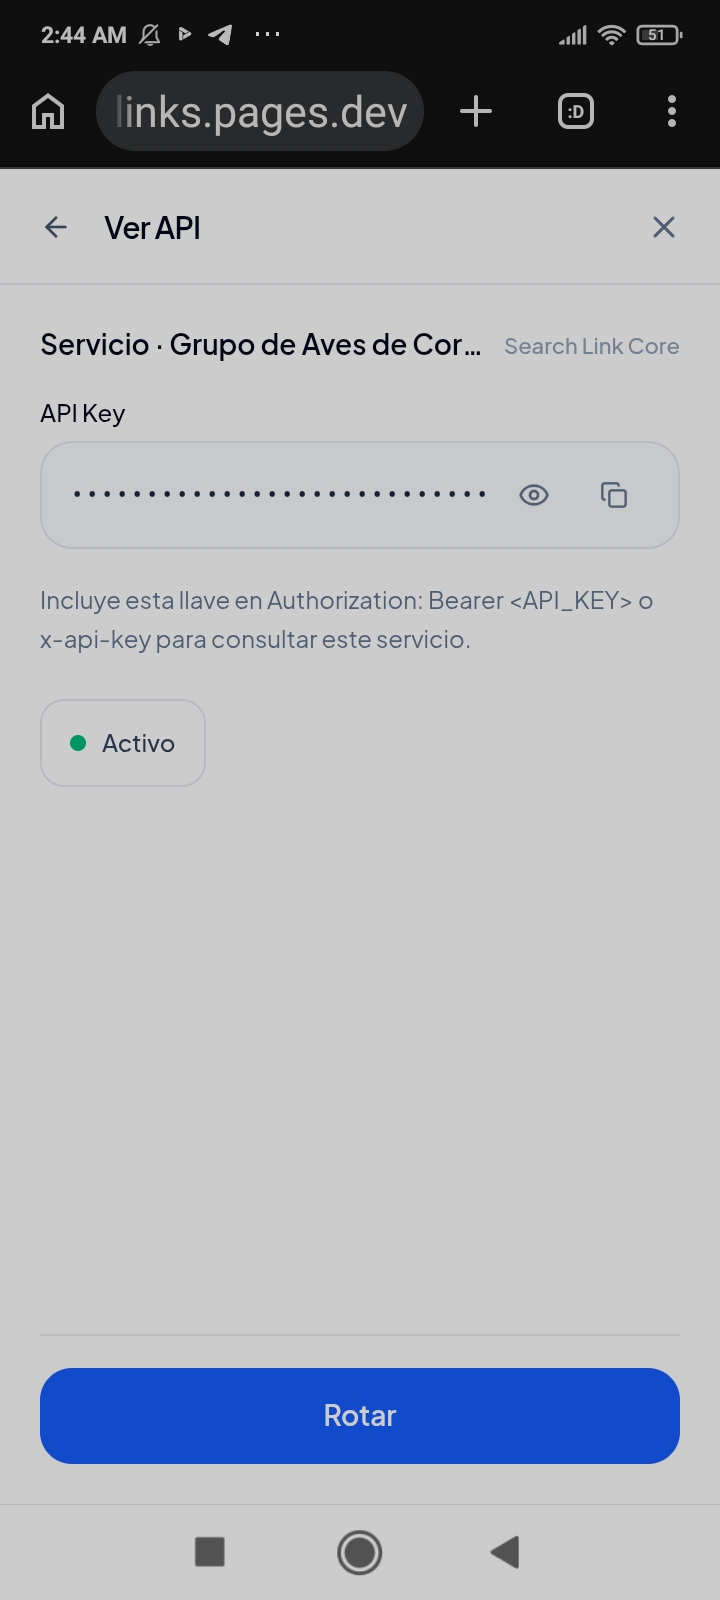 2:44 AM
51
links.pages.dev
:D
Ver API
Servicio · Grupo de Aves de Cor...
Search Link Core
API Key
Incluye esta llave en Authorization: Bearer <API_KEY> o
x-api-key para consultar este servicio.
Activo
Rotar